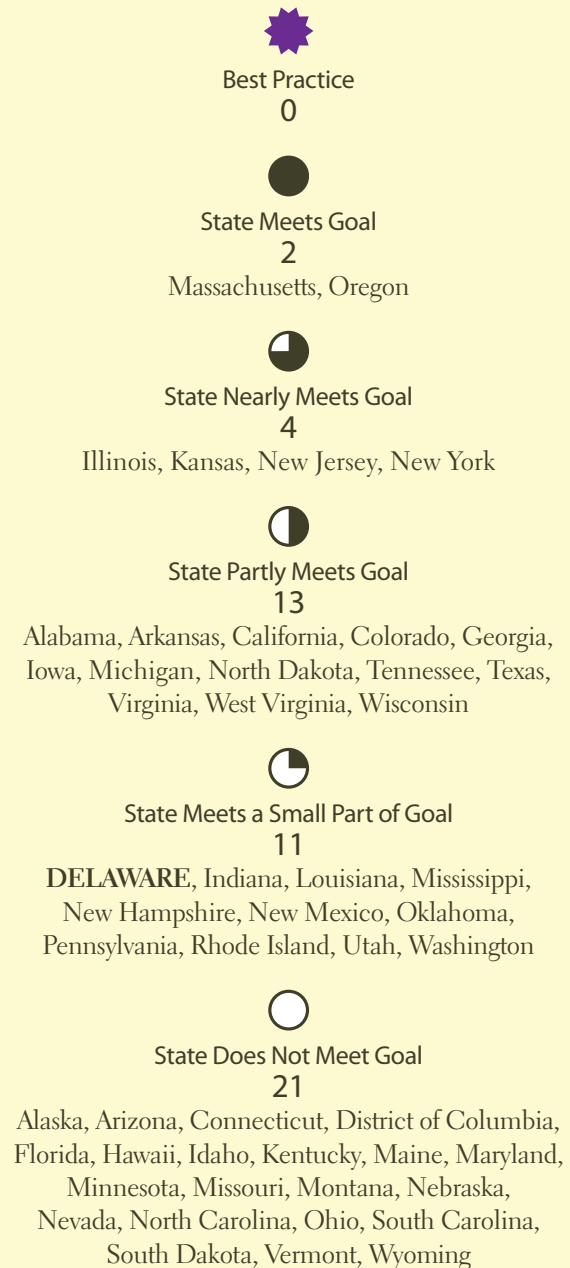 Best Practice
0
State Meets Goal
2
Massachusetts, Oregon
State Nearly Meets Goal
4
Illinois, Kansas, New Jersey, New York
State Partly Meets Goal
13
Alabama, Arkansas, California, Colorado, Georgia,
Iowa, Michigan, North Dakota, Tennessee, Texas,
Virginia, West Virginia, Wisconsin
State Meets a Small Part of Goal
11
DELAWARE, Indiana, Louisiana, Mississippi,
New Hampshire, New Mexico, Oklahoma,
Pennsylvania, Rhode Island, Utah, Washington
State Does Not Meet Goal
21
Alaska, Arizona, Connecticut, District of Columbia,
Florida, Hawaii, Idaho, Kentucky, Maine, Maryland,
Minnesota, Missouri, Montana, Nebraska,
Nevada, North Carolina, Ohio, South Carolina,
South Dakota, Vermont, Wyoming